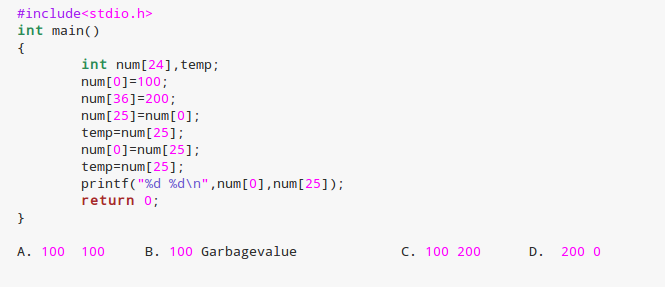 #include<stdio.h>
int main()
{
int num[24],temp;
num[0]=100;
num[36]=200;
num[25]=num[0];
temp=num[25];
num[0]=num[25];
temp=num[25];
printf("%d %d\n",num[0],num[25]);
return 0;
}
A. 100 100 B. 100 Garbagevalue C. 100 200 D. 200 0